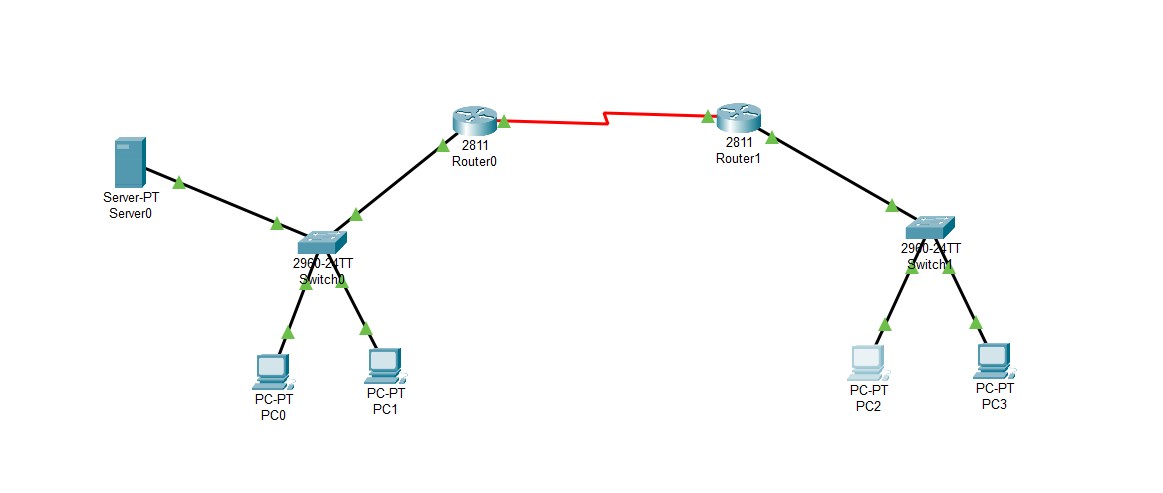 2811
Router0
2811
Router1
Server-PT
Server0
2960-24TT
Switch0
2960-24TT
Switch1
PC-PT
PC0
PC-PT
PC1
PC-PT
PC2
PC-PT
PC3